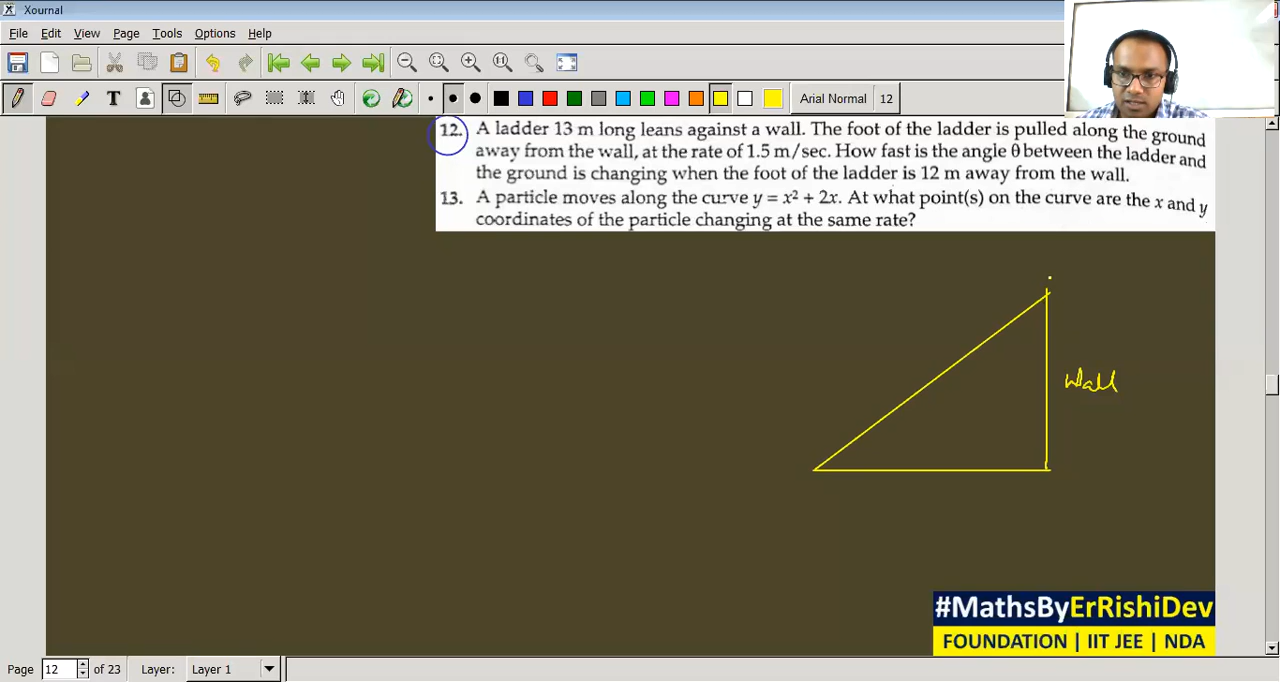 Xournal
File Edit View Page Tools Options Help
Arial Normal 12
12. A ladder 13 m long leans against a wall. The foot of the ladder is pulled along the ground
away from the wall, at the rate of 1.5 m/sec. How fast is the angle θ between the ladder and
the ground is changing when the foot of the ladder is 12 m away from the wall.
13. A particle moves along the curve y = x² + 2x. At what point(s) on the curve are the x and y
coordinates of the particle changing at the same rate?
Wall
#MathsByErRishiDev
FOUNDATION | IIT JEE | NDA
Page 12 of 23 Layer: Layer 1